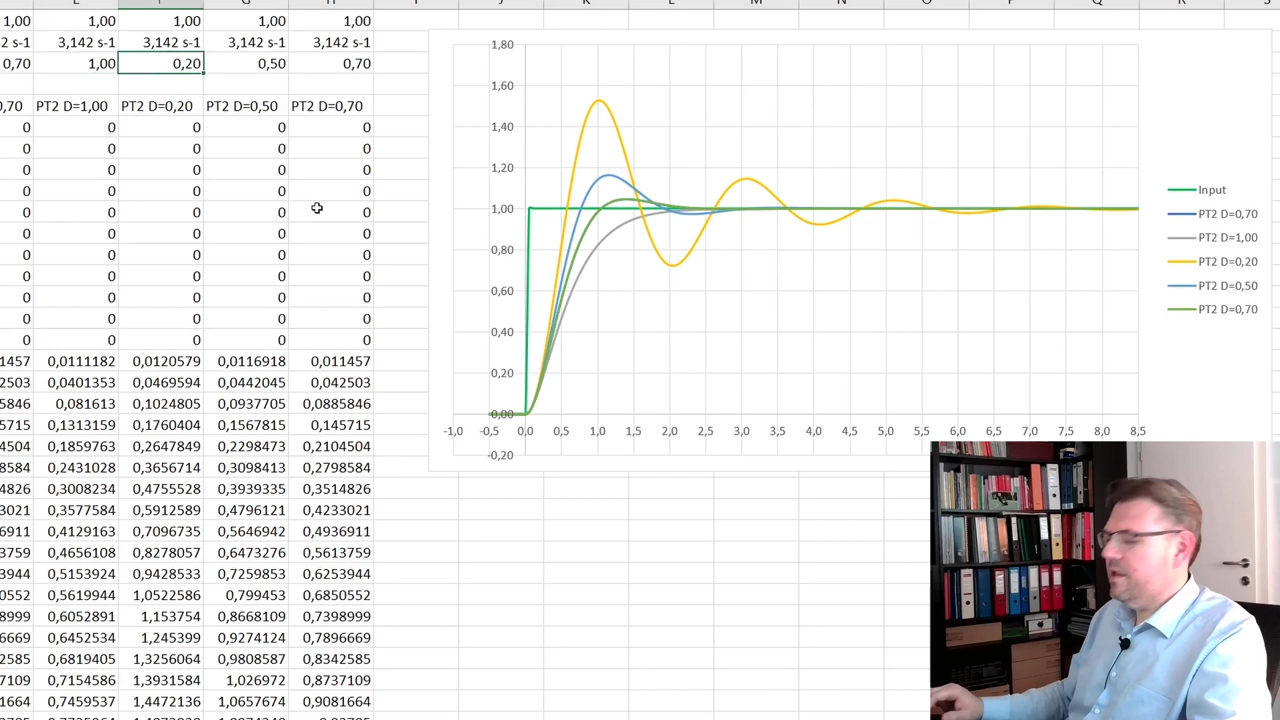 E F G H I J K L M N O P Q R S
1,00 1,00 1,00 1,00
2 s-1 3,142 s-1 3,142 s-1 3,142 s-1 3,142 s-1
0,70 1,00 0,20 0,50 0,70
0,70 PT2 D=1,00 PT2 D=0,20 PT2 D=0,50 PT2 D=0,70
0 0 0 0
0 0 0 0
0 0 0 0
0 0 0 0
0 0 0 0
0 0 0 0
0 0 0 0
0 0 0 0
0 0 0 0
0 0 0 0
0 0 0 0
1457 0,0111182 0,0120579 0,0116918 0,011457
2503 0,0401353 0,0469594 0,0442045 0,042503
5846 0,081613 0,1024805 0,0937705 0,0885846
5715 0,1313159 0,1760404 0,1567815 0,145715
4504 0,1859763 0,2647849 0,2298473 0,2104504
8584 0,2431028 0,3656714 0,3098413 0,2798584
4826 0,3008234 0,4755528 0,3939335 0,3514826
3021 0,3577584 0,5912589 0,4796121 0,4233021
6911 0,4129163 0,7096735 0,5646942 0,4936911
3759 0,4656108 0,8278057 0,6473276 0,5613759
3944 0,5153924 0,9428533 0,7259853 0,6253944
0552 0,5619944 1,0522586 0,799453 0,6850592
8999 0,6052891 1,153754 0,8668109 0,7398999
6669 0,6452534 1,245399 0,9274124 0,7896669
2585 0,6819405 1,3256064 0,9808587 0,8342585
7109 0,7154586 1,3931584 0,8737109
1664 0,7459537 1,4472136 1,0657674 0,9081664
1,80
1,60
1,40
1,20
1,00
0,80
0,60
0,40
0,20
0,00
-1,0 -0,5 0,0 0,5 1,0 1,5 2,0 2,5 3,0 3,5 4,0 4,5 5,0 5,5 6,0 6,5 7,0 7,5 8,0 8,5
-0,20
Input
PT2 D=0,70
PT2 D=1,00
PT2 D=0,20
PT2 D=0,50
PT2 D=0,70